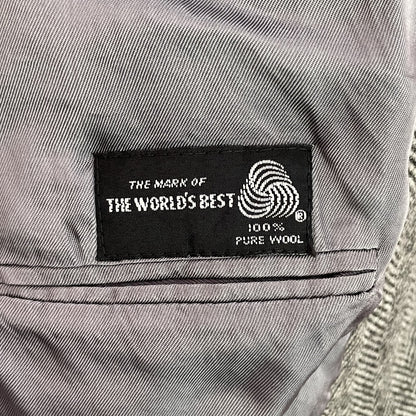 THE MARK OF
THE WORLD'S BEST
®
100%
PURE WOOL